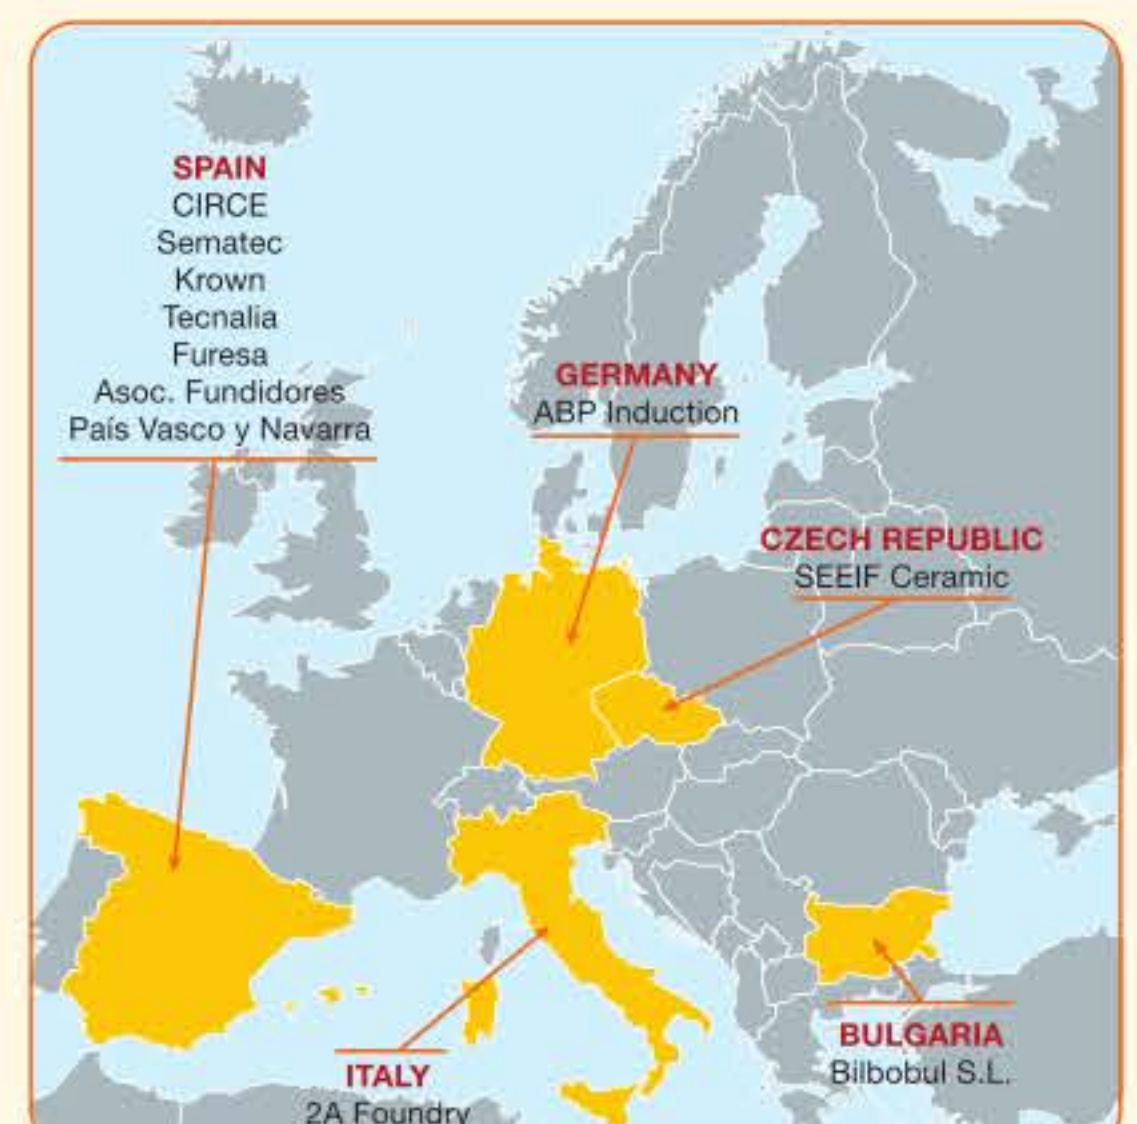 SPAIN
CIRCE
Sematec
Krown
Tecnalia
Furesa
Asoc. Fundidores
País Vasco y Navarra
GERMANY
ABP Induction
CZECH REPUBLIC
SEEIF Ceramic
BULGARIA
Bilbobul S.L.
ITALY
2A Foundry